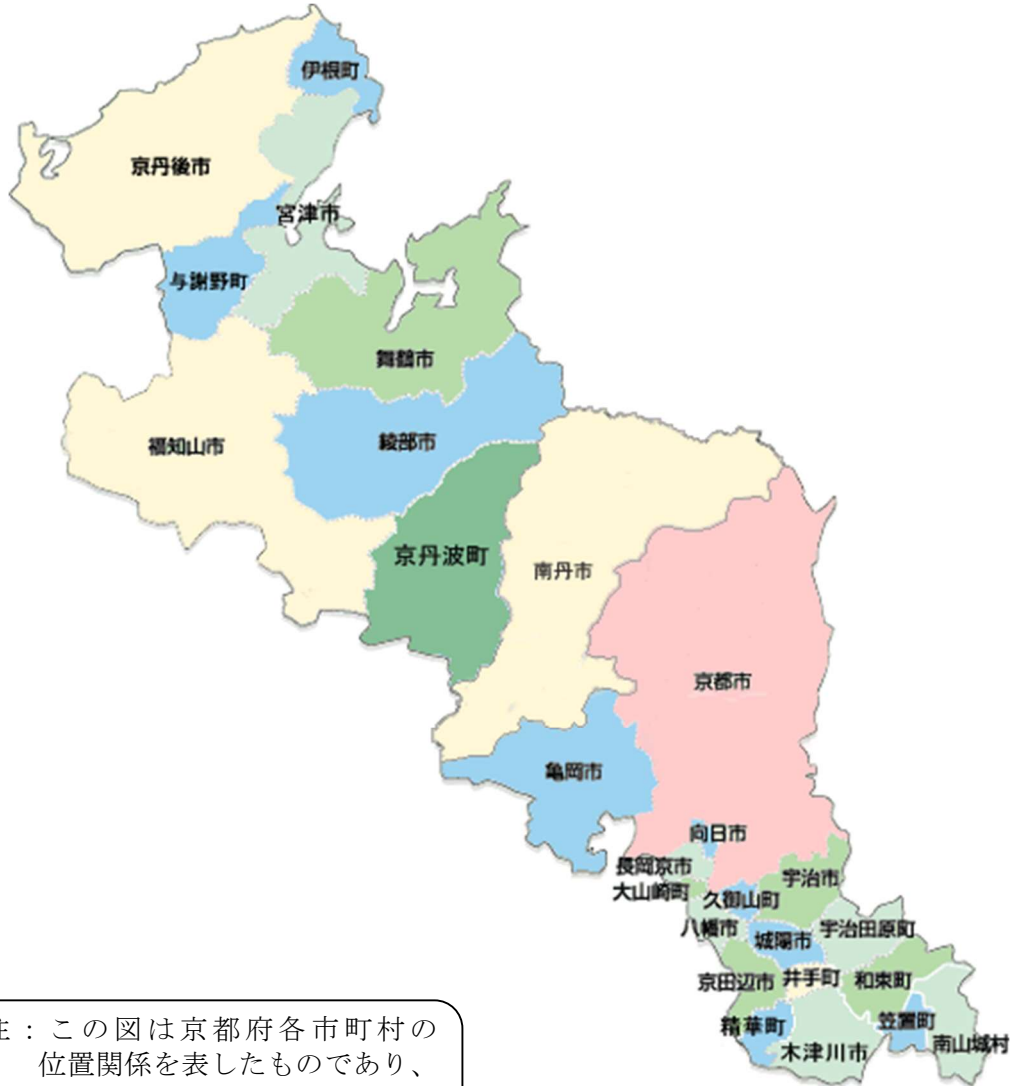 伊根町
京丹後市
宮津市
与謝野町
舞鶴市
綾部市
福知山市
京丹波町
南丹市
京都市
亀岡市
向日市
長岡京市
宇治市
大山崎町
久御山町
八幡市
宇治田原町
城陽市
京田辺市
井手町
和束町
精華町
笠置町
南山城村
木津川市
注：この図は京都府各市町村の
位置関係を表したものであり、